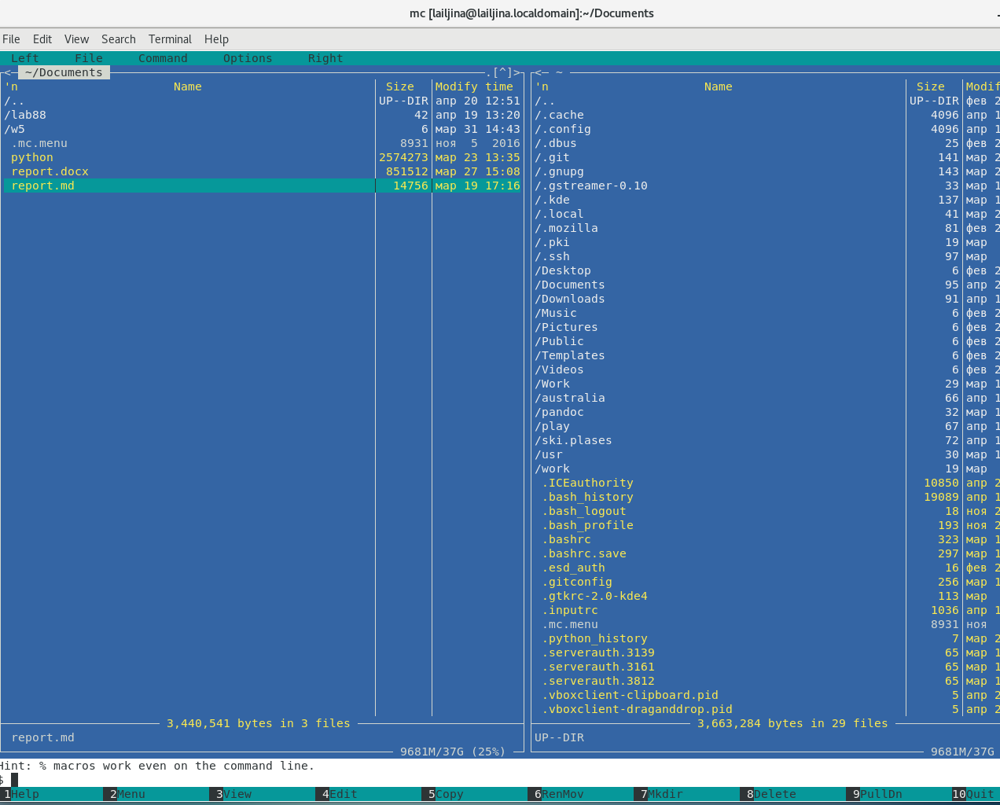 mc [lailjina@lailjina.localdomain]:~/Documents
File Edit View Search Terminal Help
Left File Command Options Right
<─ ~/Documents .[^]>
'n Name Size Modify time
/.. UP--DIR апр 20 12:51
/lab88 42 апр 19 13:20
/w5 6 мар 31 14:43
.mc.menu 8931 ноя 5 2016
python 2574273 мар 23 13:35
report.docx 851512 мар 27 15:08
report.md 14756 мар 19 17:16
3,440,541 bytes in 3 files
report.md
9681M/37G (25%)
<─ ~
'n Name Size Modif
/.. UP--DIR фев 2
/.cache 4096 апр 1
/.config 4096 апр 1
/.dbus 25 фев 2
/.git 141 мар 2
/.gnupg 143 мар 2
/.gstreamer-0.10 33 мар 1
/.kde 137 мар 1
/.local 41 мар 2
/.mozilla 81 фев 2
/.pki 19 мар
/.ssh 97 мар
/Desktop 6 фев 2
/Documents 95 апр 2
/Downloads 91 апр 1
/Music 6 фев 2
/Pictures 6 фев 2
/Public 6 фев 2
/Templates 6 фев 2
/Videos 6 фев 2
/Work 29 мар 1
/australia 66 апр 1
/pandoc 32 мар 1
/play 67 апр 1
/ski.plases 72 апр 1
/usr 30 мар 1
/work 19 мар
.ICEauthority 10850 апр 2
.bash_history 19089 апр 1
.bash_logout 18 ноя 2
.bash_profile 193 ноя 2
.bashrc 323 мар 1
.bashrc.save 297 мар 1
.esd_auth 16 фев 2
.gitconfig 256 мар 1
.gtkrc-2.0-kde4 113 мар
.inputrc 1036 апр 1
.mc.menu 8931 ноя
.python_history 7 мар 2
.serverauth.3139 65 мар 1
.serverauth.3161 65 мар 1
.serverauth.3812 65 мар 1
.vboxclient-clipboard.pid 5 апр 2
.vboxclient-draganddrop.pid 5 апр 2
3,663,284 bytes in 29 files
UP--DIR
9681M/37G
Hint: % macros work even on the command line.
$
1Help 2Menu 3View 4Edit 5Copy 6RenMov 7Mkdir 8Delete 9PullDn 10Quit